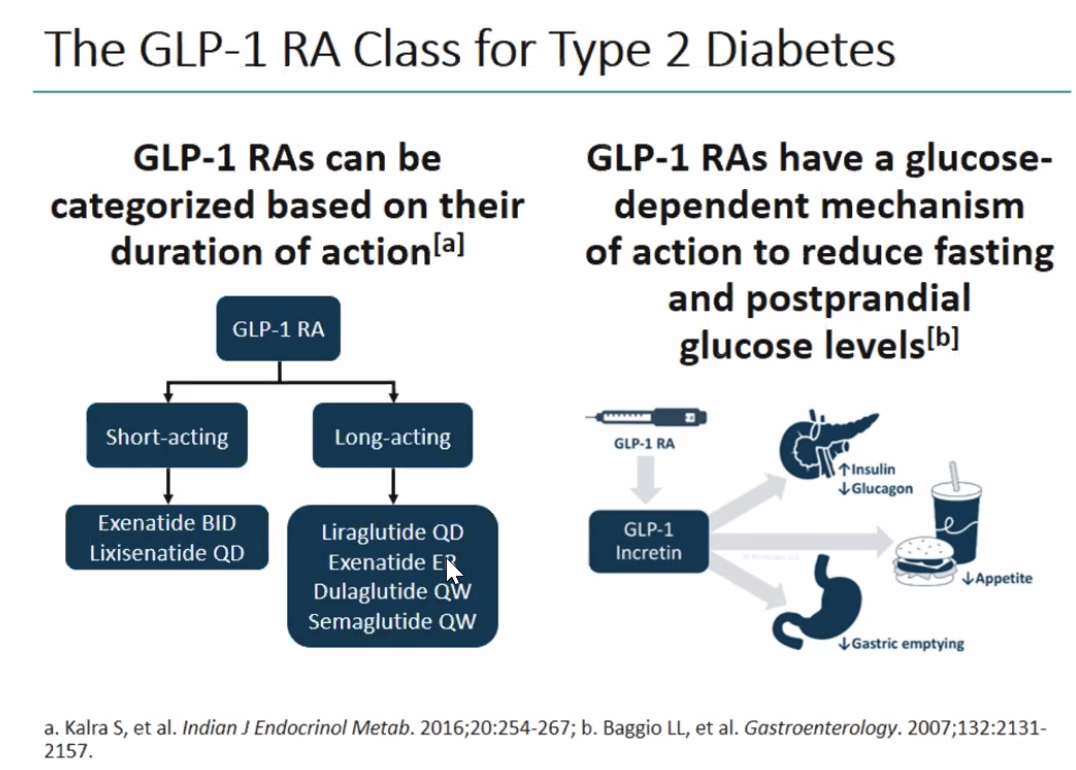 The GLP-1 RA Class for Type 2 Diabetes
GLP-1 RAs can be
categorized based on their
duration of action[a]
GLP-1 RA
Short-acting
Long-acting
Exenatide BID
Lixisenatide QD
Liraglutide QD
Exenatide ER
Dulaglutide QW
Semaglutide QW
GLP-1 RAs have a glucose-
dependent mechanism
of action to reduce fasting
and postprandial
glucose levels[b]
GLP-1 RA
GLP-1
Incretin
↑Insulin
↓Glucagon
↓Appetite
↓Gastric emptying
a. Kalra S, et al. Indian J Endocrinol Metab. 2016;20:254-267; b. Baggio LL, et al. Gastroenterology. 2007;132:2131-
2157.